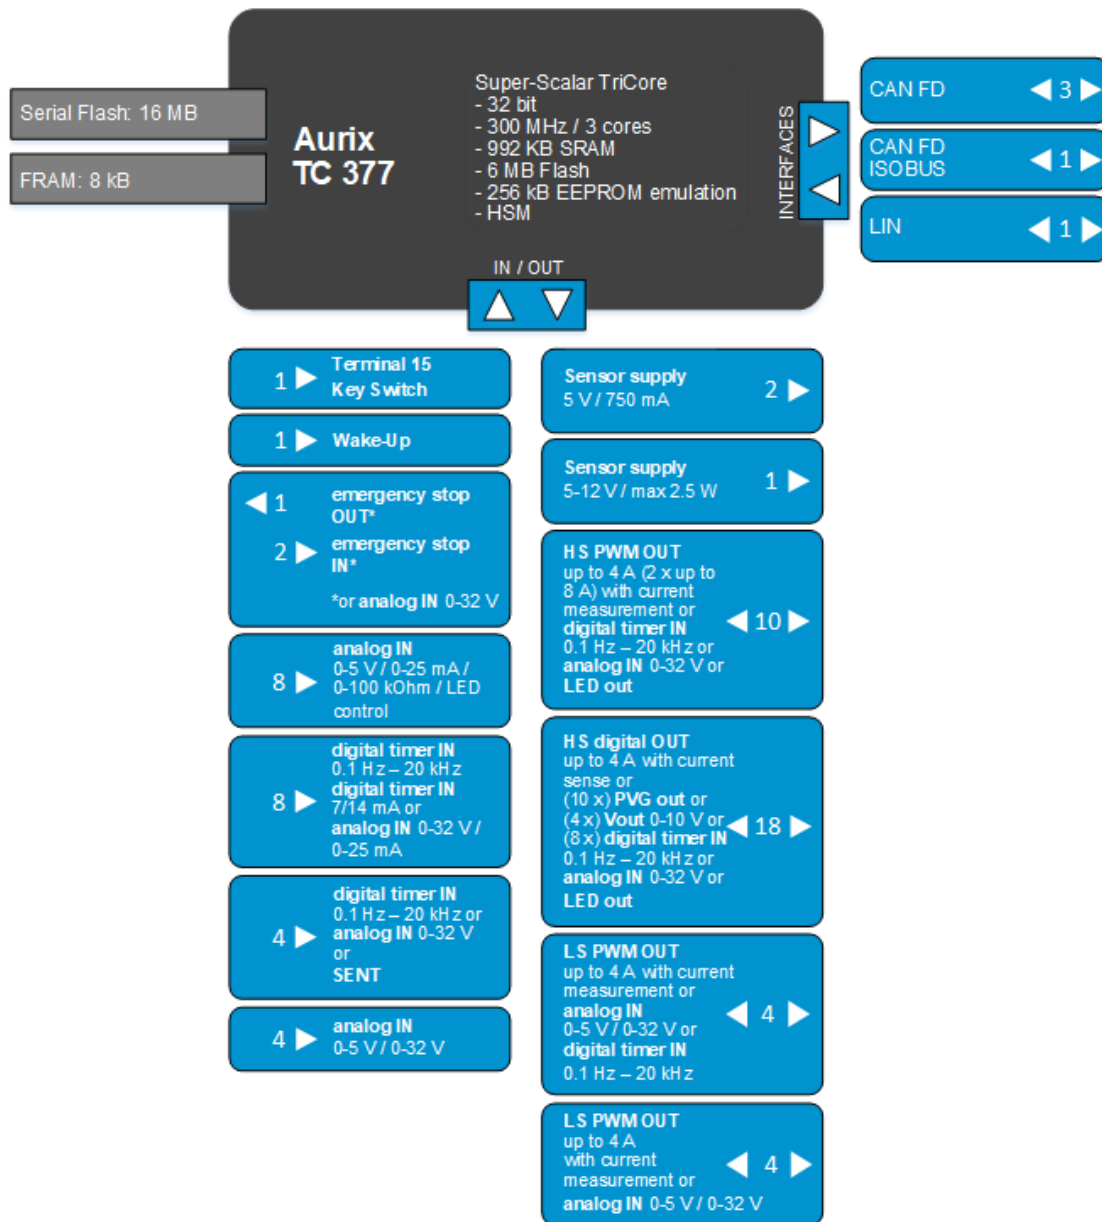 Serial Flash: 16 MB
FRAM: 8 kB
Aurix
TC 377
Super-Scalar TriCore
- 32 bit
- 300 MHz / 3 cores
- 992 KB SRAM
- 6 MB Flash
- 256 kB EEPROM emulation
- HSM
INTERFACES
IN / OUT
CAN FD
3
CAN FD
ISOBUS
1
LIN
1
1
Terminal 15
Key Switch
1
Wake-Up
1
emergency stop
OUT*
2
emergency stop
IN*
*or analog IN 0-32 V
8
analog IN
0-5 V / 0-25 mA /
0-100 kOhm / LED
control
8
digital timer IN
0.1 Hz – 20 kHz
digital timer IN
7/14 mA or
analog IN 0-32 V /
0-25 mA
4
digital timer IN
0.1 Hz – 20 kHz or
analog IN 0-32 V
or
SENT
4
analog IN
0-5 V / 0-32 V
Sensor supply
5 V / 750 mA
2
Sensor supply
5-12 V / max 2.5 W
1
HS PWM OUT
up to 4 A (2 x up to
8 A) with current
measurement or
digital timer IN
0.1 Hz – 20 kHz or
analog IN 0-32 V or
LED out
10
HS digital OUT
up to 4 A with current
sense or
(10 x) PVG out or
(4 x) Vout 0-10 V or
(8 x) digital timer IN
0.1 Hz – 20 kHz or
analog IN 0-32 V or
LED out
18
LS PWM OUT
up to 4 A with current
measurement or
analog IN
0-5 V / 0-32 V or
digital timer IN
0.1 Hz – 20 kHz
4
LS PWM OUT
up to 4 A
with current
measurement or
analog IN 0-5 V / 0-32 V
4